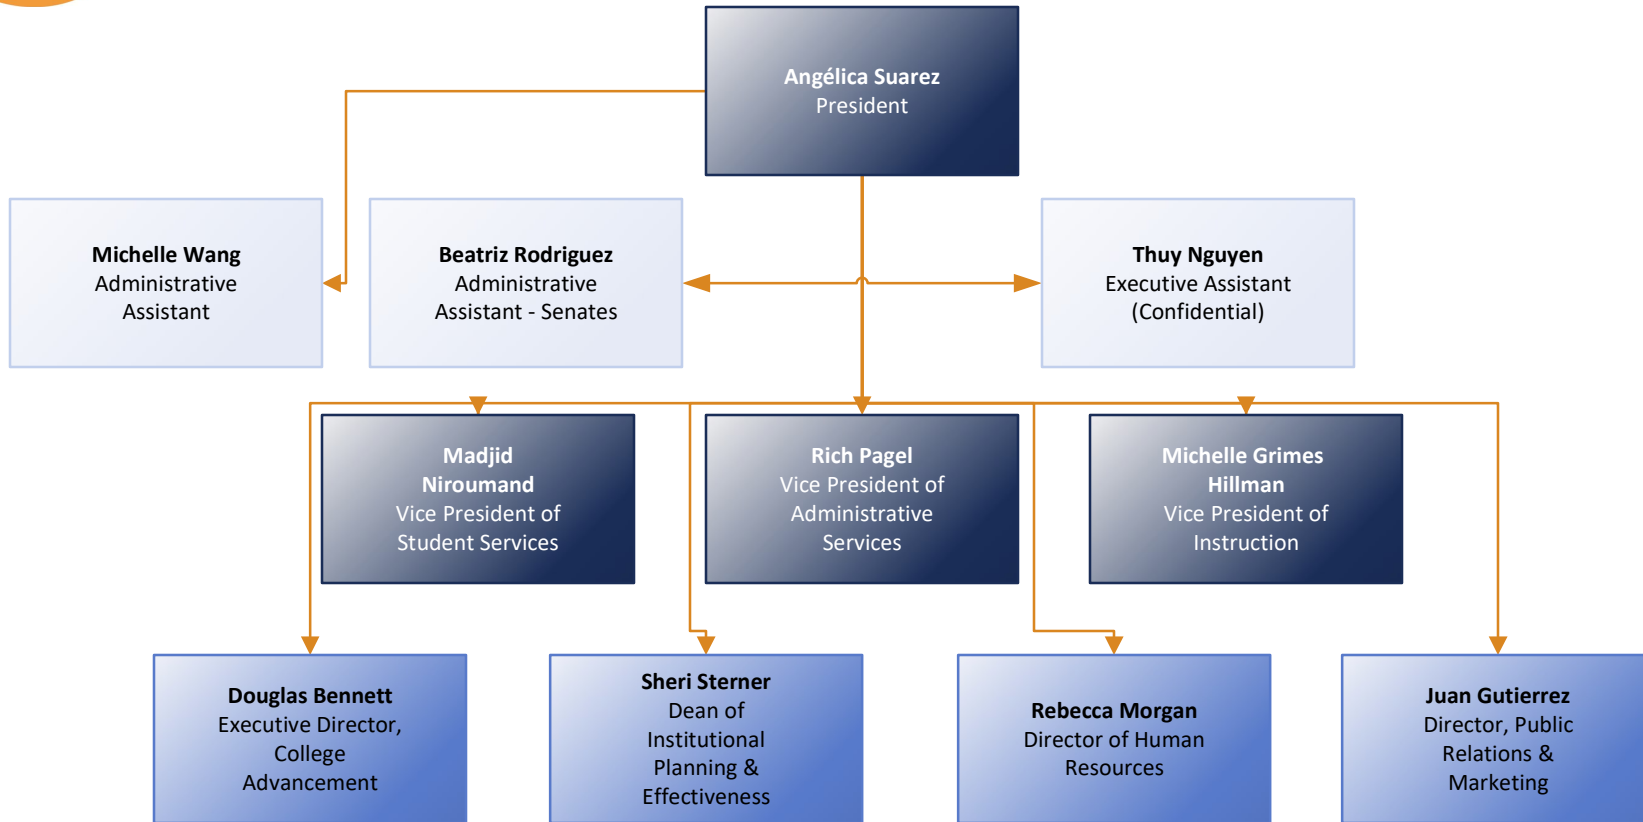 Angélica Suarez
President
Michelle Wang
Administrative
Assistant
Beatriz Rodriguez
Administrative
Assistant - Senates
Thuy Nguyen
Executive Assistant
(Confidential)
Madjid
Niroumand
Vice President of
Student Services
Rich Pagel
Vice President of
Administrative
Services
Michelle Grimes
Hillman
Vice President of
Instruction
Douglas Bennett
Executive Director,
College
Advancement
Sheri Sterner
Dean of
Institutional
Planning &
Effectiveness
Rebecca Morgan
Director of Human
Resources
Juan Gutierrez
Director, Public
Relations &
Marketing